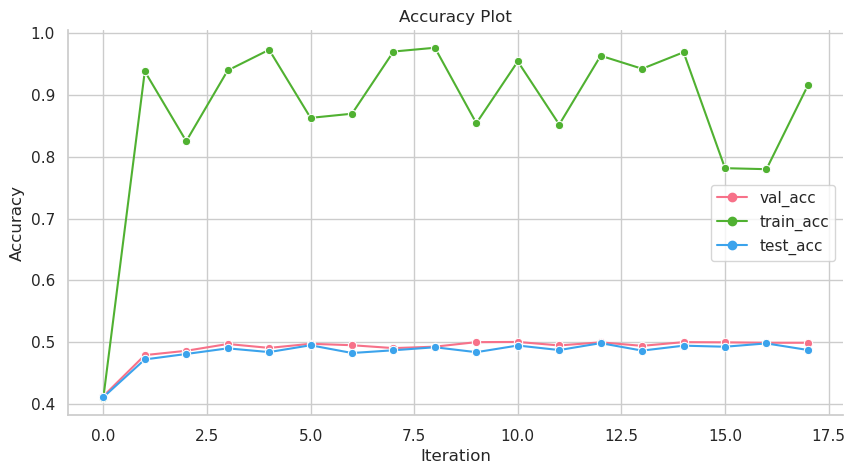 Accuracy Plot
1.0
0.9
0.8
0.7
0.6
0.5
0.4
Accuracy
val_acc
train_acc
test_acc
0.0 2.5 5.0 7.5 10.0 12.5 15.0 17.5
Iteration